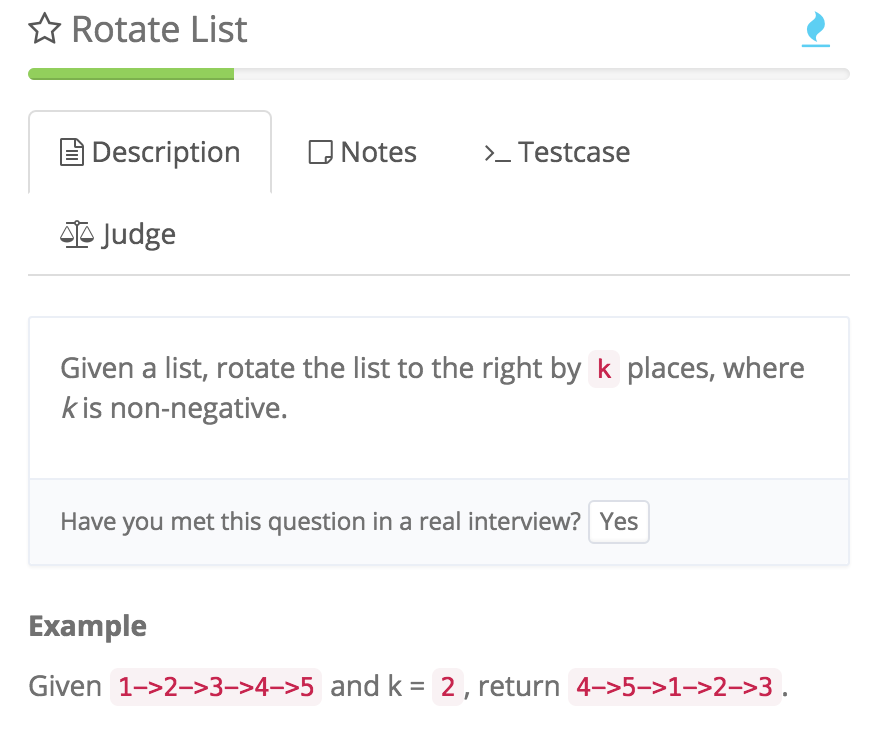 Rotate List
Description
Notes
>_ Testcase
Judge
Given a list, rotate the list to the right by k places, where
k is non-negative.
Have you met this question in a real interview? Yes
Example
Given 1->2->3->4->5 and k = 2, return 4->5->1->2->3.